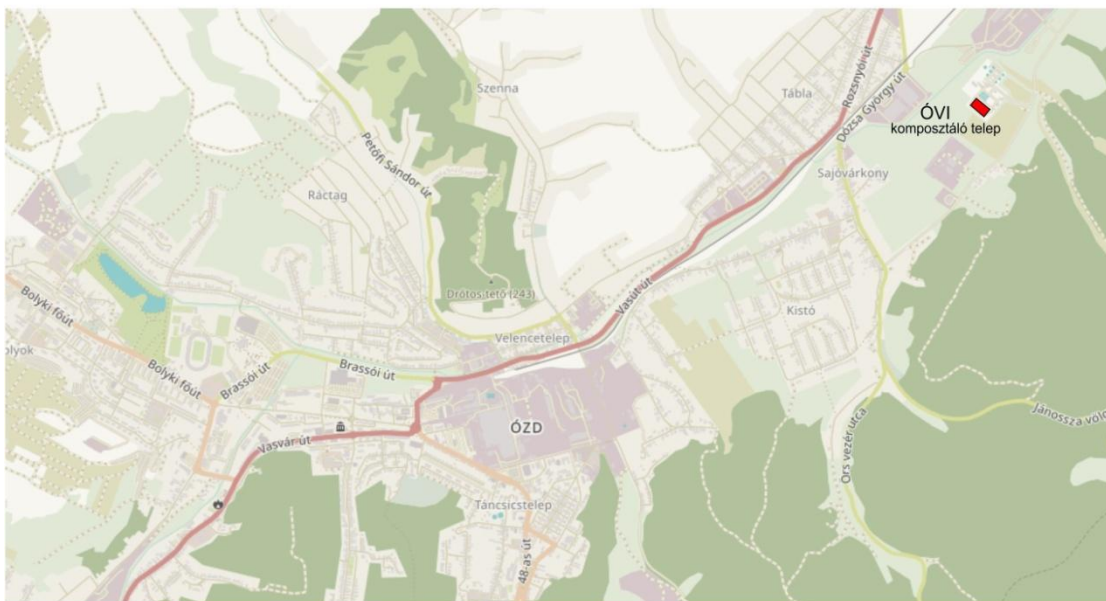 Szenna
Tábla
Rozsnyói út
Dózsa György út
ÓVI
komposztáló telep
Petőfi Sándor út
Ráctag
Sajóvárkony
Drótos tető (243)
Vasút út
Kistó
Velencetelep
Bolyki főút
olyok
Bolyki főút
Brassói út
Brassói út
ÓZD
Vasvár út
Jánossza völg
Ors vezér utca
Táncsicstelep
48-as út